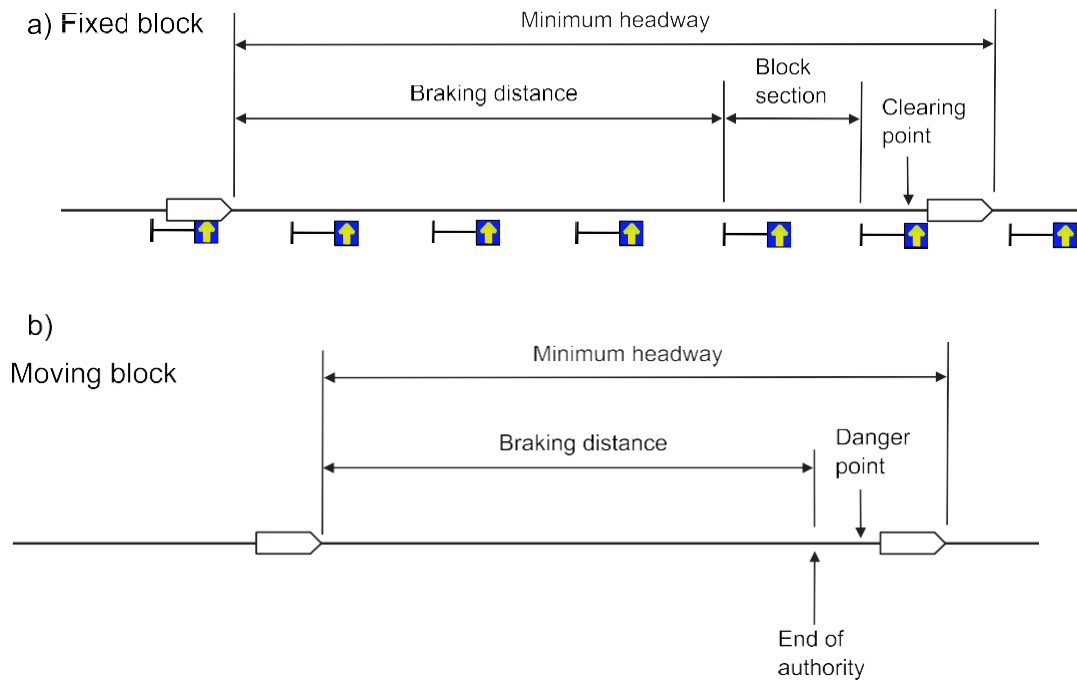 a) Fixed block
Minimum headway
Braking distance
Block
section
Clearing
point
b)
Moving block
Minimum headway
Braking distance
Danger
point
End of
authority